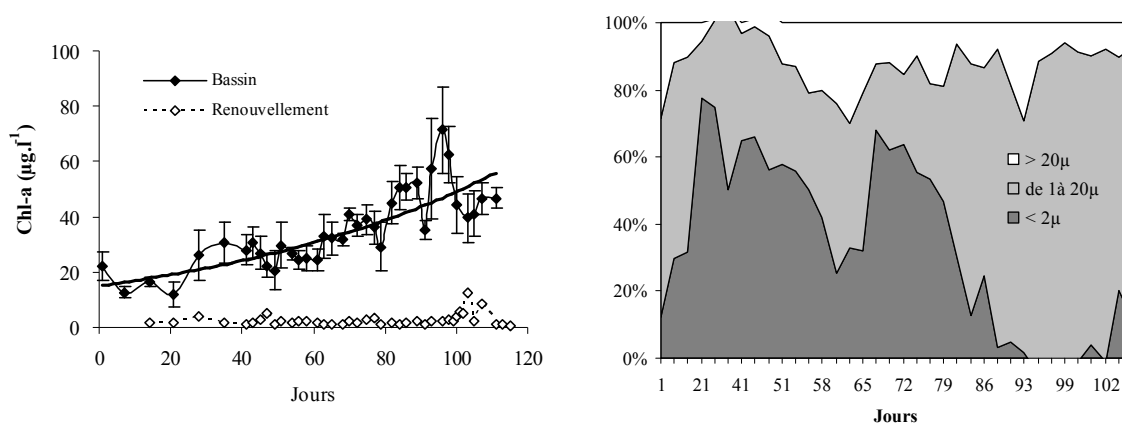 100
80
60
40
20
0
Chl-a (µg.l⁻¹)
Bassin
Renouvellement
0 20 40 60 80 100 120
Jours
100%
80%
60%
40%
20%
0%
> 20µ
de 1à 20µ
< 2µ
1 21 41 51 58 65 72 79 86 93 99 102
Jours